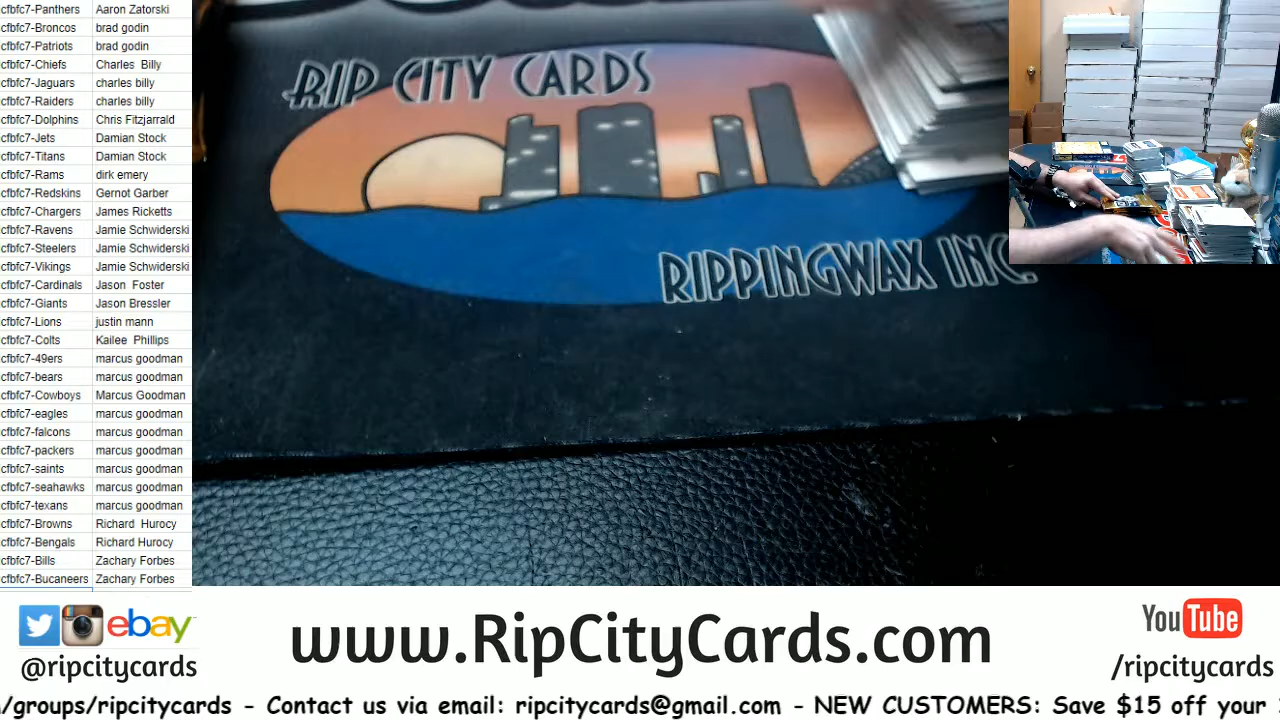 cfbfc7-Panthers Aaron Zatorski
cfbfc7-Broncos brad godin
cfbfc7-Patriots brad godin
cfbfc7-Chiefs Charles Billy
cfbfc7-Jaguars charles billy
cfbfc7-Raiders charles billy
cfbfc7-Dolphins Chris Fitzjarrald
cfbfc7-Jets Damian Stock
cfbfc7-Titans Damian Stock
cfbfc7-Rams dirk emery
cfbfc7-Redskins Gernot Garber
cfbfc7-Chargers James Ricketts
cfbfc7-Ravens Jamie Schwiderski
cfbfc7-Steelers Jamie Schwiderski
cfbfc7-Vikings Jamie Schwiderski
cfbfc7-Cardinals Jason Foster
cfbfc7-Giants Jason Bressler
cfbfc7-Lions justin mann
cfbfc7-Colts Kailee Phillips
cfbfc7-49ers marcus goodman
cfbfc7-bears marcus goodman
cfbfc7-Cowboys Marcus Goodman
cfbfc7-eagles marcus goodman
cfbfc7-falcons marcus goodman
cfbfc7-packers marcus goodman
cfbfc7-saints marcus goodman
cfbfc7-seahawks marcus goodman
cfbfc7-texans marcus goodman
cfbfc7-Browns Richard Hurocy
cfbfc7-Bengals Richard Hurocy
cfbfc7-Bills Zachary Forbes
cfbfc7-Bucaneers Zachary Forbes
RIP CITY CARDS
RIPPINGWAX INC.
ebay
@ripcitycards
www.RipCityCards.com
YouTube
/ripcitycards
/groups/ripcitycards - Contact us via email: ripcitycards@gmail.com - NEW CUSTOMERS: Save $15 off your